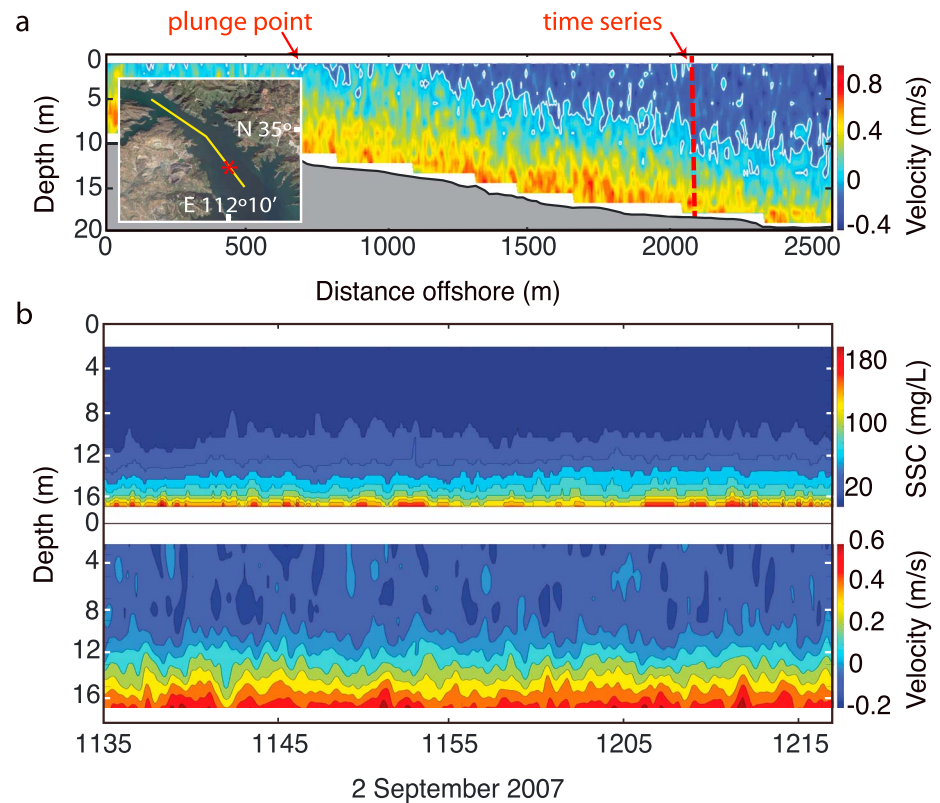 a
plunge point
time series
0
5
10
15
20
Depth (m)
N 35º
E 112º10'
0.8
0.4
0
-0.4
Velocity (m/s)
0 500 1000 1500 2000 2500
Distance offshore (m)
b
0
4
8
12
16
180
100
20
SSC (mg/L)
Depth (m)
0
4
8
12
16
0.6
0.4
0.2
0
-0.2
Velocity (m/s)
1135 1145 1155 1205 1215
2 September 2007